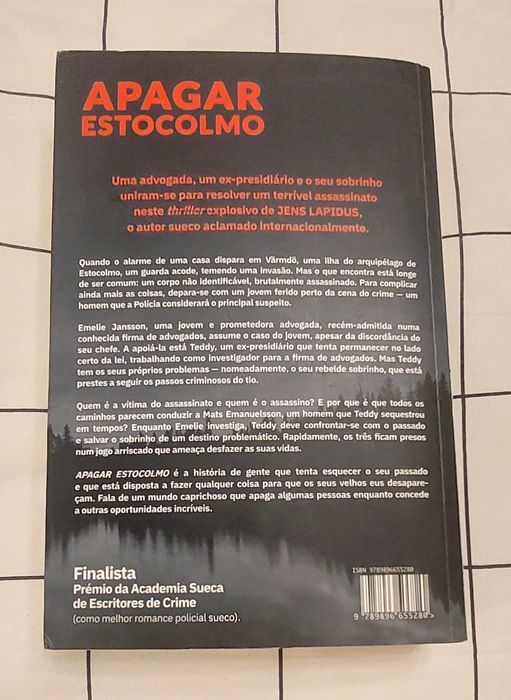 APAGAR
ESTOCOLMO
Uma advogada, um ex-presidiário e o seu sobrinho
uniram-se para resolver um terrível assassinato
neste thriller explosivo de JENS LAPIDUS,
o autor sueco aclamado internacionalmente.
Quando o alarme de uma casa dispara em Värmdö, uma ilha do arquipélago de
Estocolmo, um guarda acode, temendo uma invasão. Mas o que encontra está longe
de ser comum: um corpo não identificável, brutalmente assassinado. Para complicar
ainda mais as coisas, depara-se com um jovem ferido perto da cena do crime — um
homem que a Polícia considerará o principal suspeito.
Emelie Jansson, uma jovem e prometedora advogada, recém-admitida numa
conhecida firma de advogados, assume o caso do jovem, apesar da discordância do
seu chefe. A apoiá-la está Teddy, um ex-presidiário que tenta permanecer no lado
certo da lei, trabalhando como investigador para a firma de advogados. Mas Teddy
tem os seus próprios problemas — nomeadamente, o seu rebelde sobrinho, que está
prestes a seguir os passos criminosos do tio.
Quem é a vítima do assassinato e quem é o assassino? E por que é que todos os
caminhos parecem conduzir a Mats Emanuelsson, um homem que Teddy sequestrou
em tempos? Enquanto Emelie investiga, Teddy deve confrontar-se com o passado
e salvar o sobrinho de um destino problemático. Rapidamente, os três ficam presos
num jogo arriscado que ameaça desfazer as suas vidas.
APAGAR ESTOCOLMO é a história de gente que tenta esquecer o seu passado
e que está disposta a fazer qualquer coisa para que os seus velhos eus desapare-
çam. Fala de um mundo caprichoso que apaga algumas pessoas enquanto concede
a outras oportunidades incríveis.
Finalista
Prémio da Academia Sueca
de Escritores de Crime
(como melhor romance policial sueco).
ISBN 9789896655280
9 789896 655280>